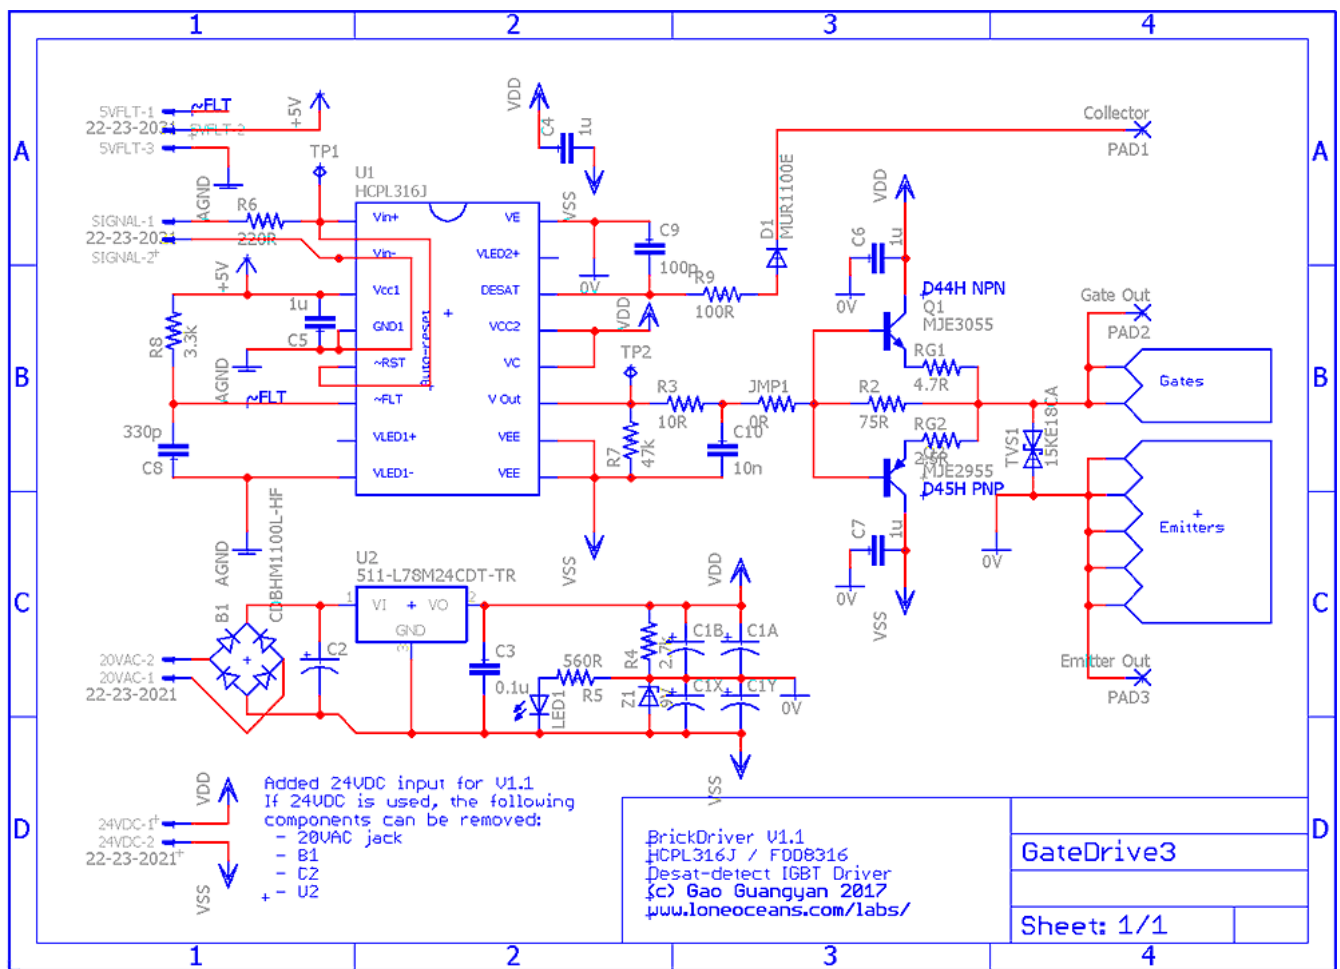 1 2 3 4
A A
B B
C C
D D
1 2 3 4
5VFLT-1
~FLT
22-23-2021
5VFLT-2
5VFLT-3
+5V
AGND
TP1
SIGNAL-1
22-23-2021
SIGNAL-2
R6
220R
U1
HCPL316J
Vin+
Vin-
Vcc1
GND1
~RST
~FLT
VLED1+
VLED1-
VE
VLED2+
DESAT
VCC2
VC
V Out
VEE
VEE
Auto-reset
+5V
1u
C5
R8
3.3k
AGND
~FLT
330p
C8
AGND
VDD
C4
1u
VSS
0V
C9
100p
R9
100R
D1
MUR1100E
VDD
TP2
R3
10R
R7
47k
C10
10n
JMP1
0R
VSS
Collector
PAD1
VDD
C6
1u
0V
D44H NPN
Q1
MJE3055
RG1
4.7R
R2
75R
RG2
MJE2955
D45H PNP
C7
1u
0V
VSS
TVS1
15KE18CA
0V
Gate Out
PAD2
Gates
Emitters
Emitter Out
PAD3
B1
CDBHM1100L-HF
20VAC-2
20VAC-1
22-23-2021
C2
U2
511-L78M24CDT-TR
1 VI VO 2
GND
3
C3
0.1u
LED1
560R
R5
R4
2.7k
Z1
9V
C1B
C1A
C1X
C1Y
VDD
0V
VSS
VDD
24VDC-1
24VDC-2
22-23-2021
VSS
Added 24VDC input for V1.1
If 24VDC is used, the following
components can be removed:
- 20VAC jack
- B1
- C2
- U2
BrickDriver V1.1
HCPL316J / FOD8316
Desat-detect IGBT Driver
(c) Gao Guangyan 2017
www.loneoceans.com/labs/
GateDrive3
Sheet: 1/1